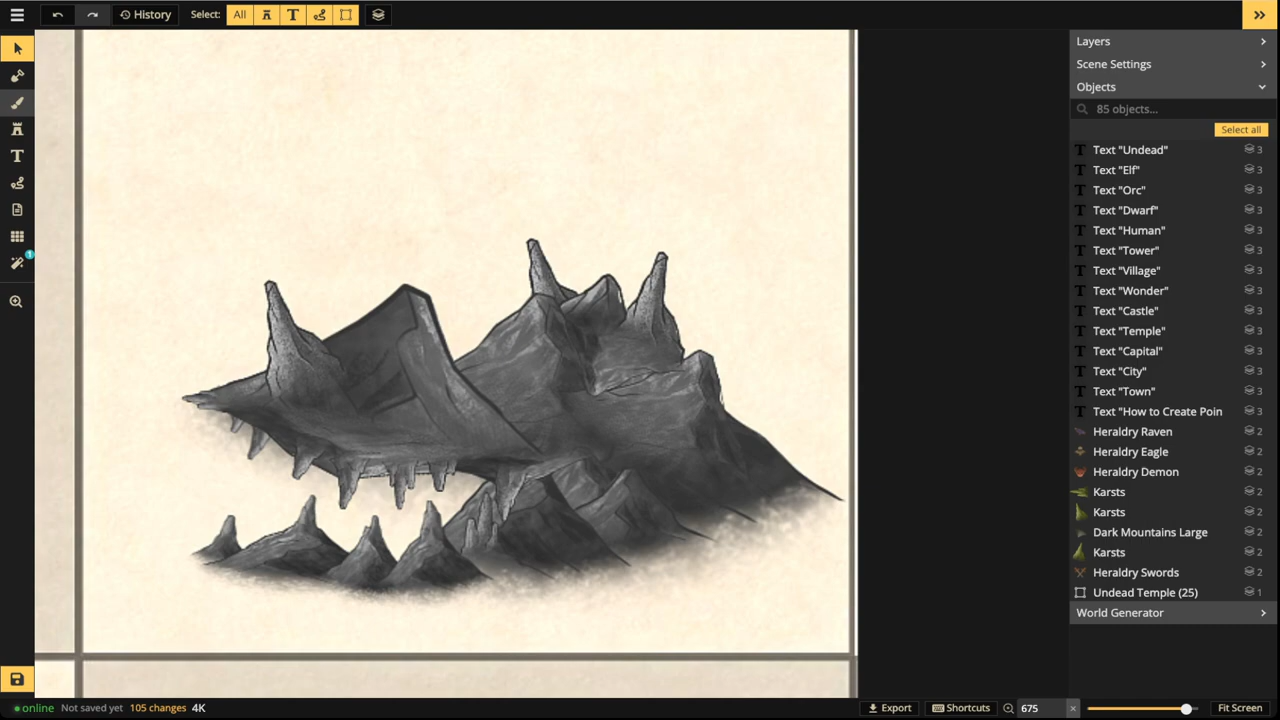 History
Select:
All
T
Layers
Scene Settings
Objects
85 objects...
Select all
Text "Undead" 3
Text "Elf" 3
Text "Orc" 3
Text "Dwarf" 3
Text "Human" 3
Text "Tower" 3
Text "Village" 3
Text "Wonder" 3
Text "Castle" 3
Text "Temple" 3
Text "Capital" 3
Text "City" 3
Text "Town" 3
Text "How to Create Poin 3
Heraldry Raven 2
Heraldry Eagle 2
Heraldry Demon 2
Karsts 2
Karsts 2
Dark Mountains Large 2
Karsts 2
Heraldry Swords 2
Undead Temple (25) 1
World Generator
1
online Not saved yet 105 changes 4K
Export Shortcuts 675 × Fit Screen